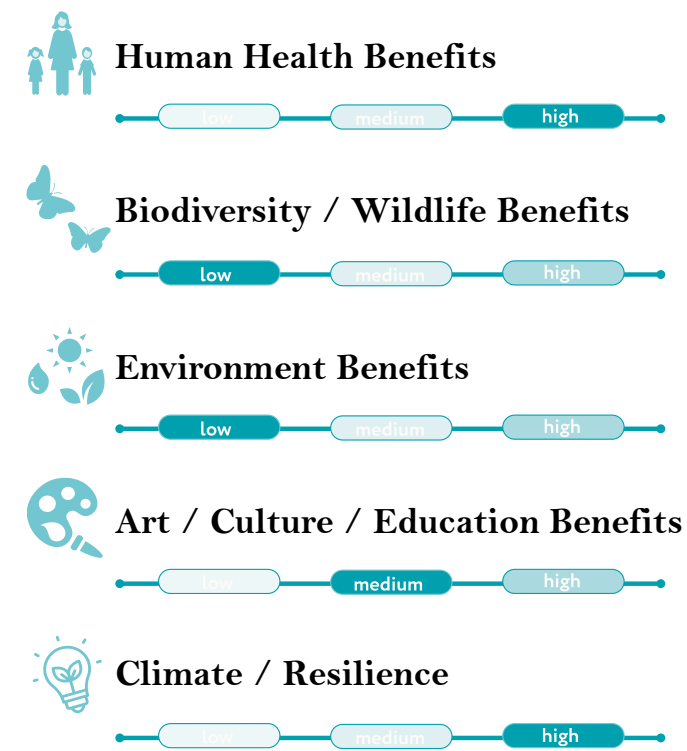 Human Health Benefits
low medium high
Biodiversity / Wildlife Benefits
low medium high
Environment Benefits
low medium high
Art / Culture / Education Benefits
low medium high
Climate / Resilience
low medium high